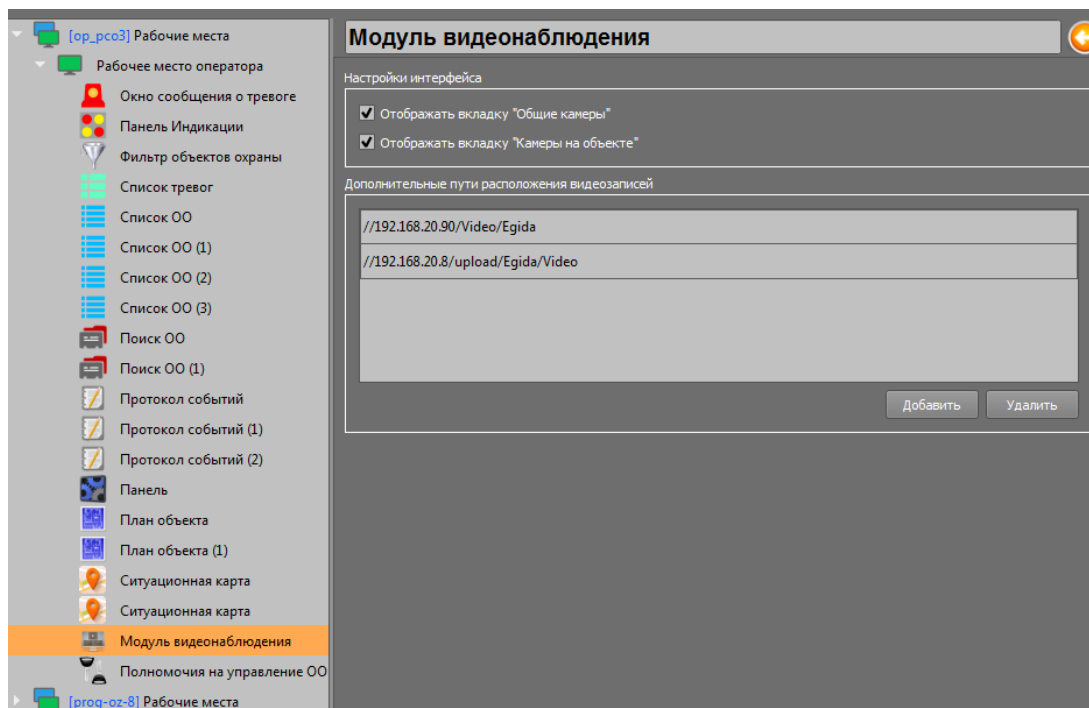 [op_pco3] Рабочие места
Рабочее место оператора
Окно сообщения о тревоге
Панель Индикации
Фильтр объектов охраны
Список тревог
Список ОО
Список ОО (1)
Список ОО (2)
Список ОО (3)
Поиск ОО
Поиск ОО (1)
Протокол событий
Протокол событий (1)
Протокол событий (2)
Панель
План объекта
План объекта (1)
Ситуационная карта
Ситуационная карта
Модуль видеонаблюдения
Полномочия на управление ОО
[prog-oz-8] Рабочие места
Модуль видеонаблюдения
Настройки интерфейса
Отображать вкладку "Общие камеры"
Отображать вкладку "Камеры на объекте"
Дополнительные пути расположения видеозаписей
//192.168.20.90/Video/Egida
//192.168.20.8/upload/Egida/Video
Добавить
Удалить